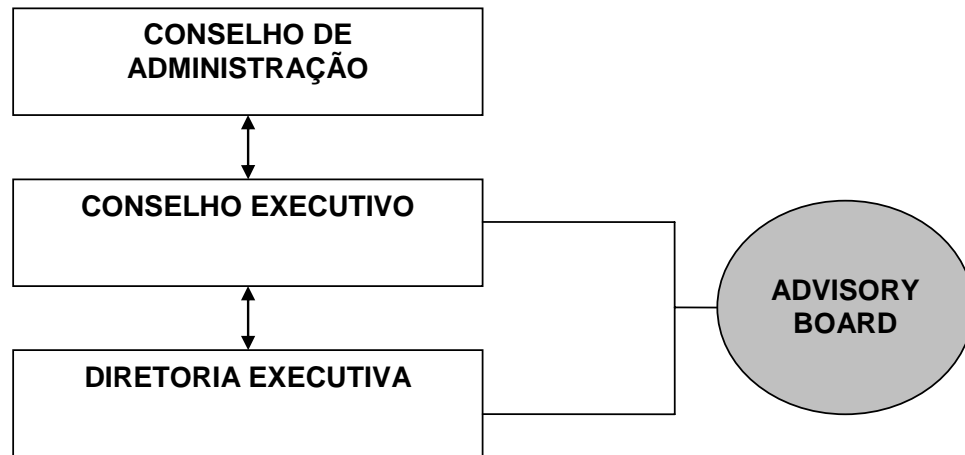 CONSELHO DE
ADMINISTRAÇÃO
CONSELHO EXECUTIVO
ADVISORY
BOARD
DIRETORIA EXECUTIVA